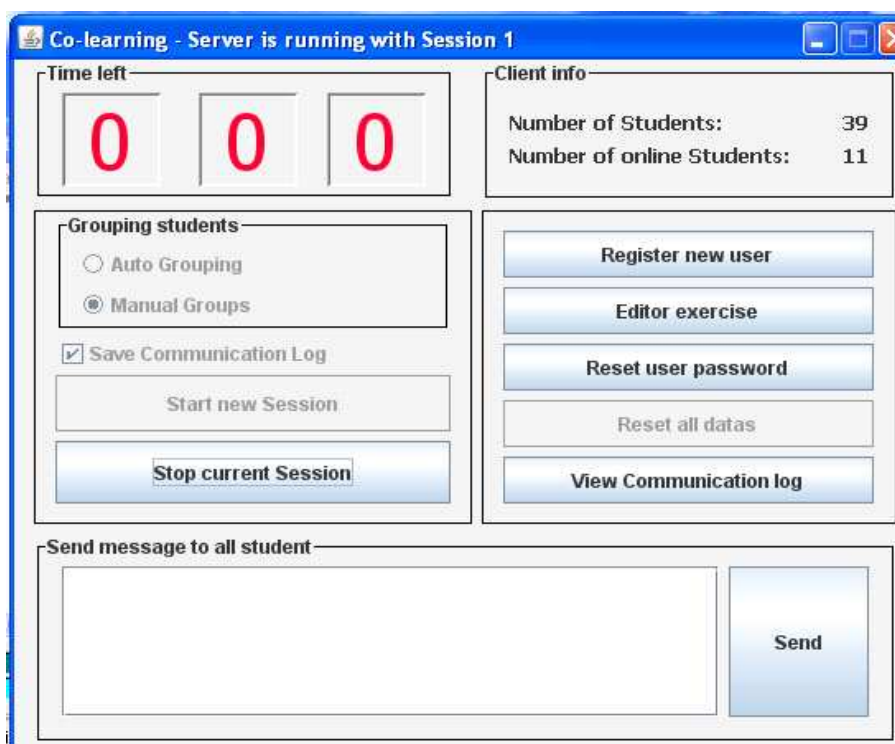 Co-learning - Server is running with Session 1
Time left
0 0 0
Client info
Number of Students: 39
Number of online Students: 11
Grouping students
Auto Grouping
Manual Groups
Save Communication Log
Start new Session
Stop current Session
Register new user
Editor exercise
Reset user password
Reset all datas
View Communication log
Send message to all student
Send